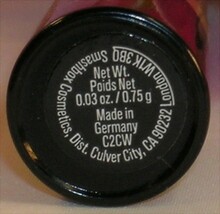 Smashbox Cosmetics, Dist. Culver City, CA 90232 London W1K 3BQ
Net Wt.
Poids Net
0.03 oz. / 0.75 g
Made in
Germany
C2CW